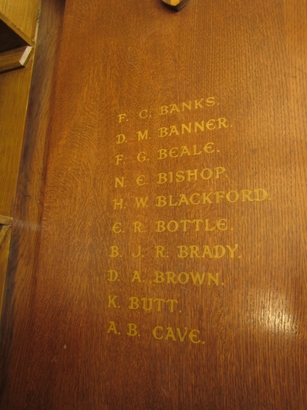 F. C. BANKS.
D. M. BANNER.
F. G. BEALE.
N. E. BISHOP.
H. W. BLACKFORD.
E. R. BOTTLE.
B. J. R. BRADY.
D. A. BROWN.
K. BUTT.
A. B. CAVE.